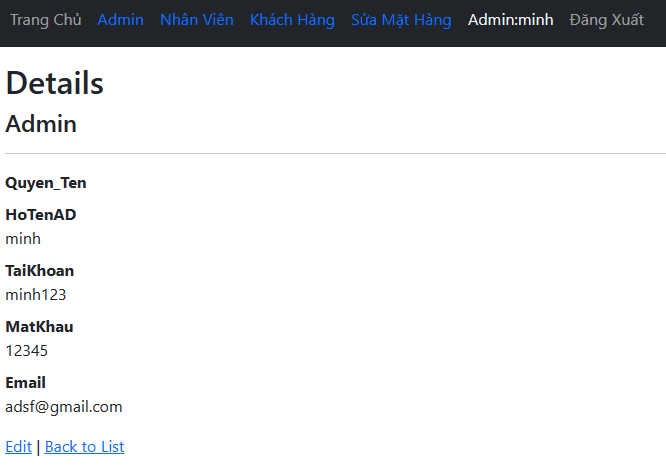 Trang Chủ Admin Nhân Viên Khách Hàng Sửa Mặt Hàng Admin:minh Đăng Xuất
Details
Admin
Quyen_Ten
HoTenAD
minh
TaiKhoan
minh123
MatKhau
12345
Email
adsf@gmail.com
Edit | Back to List